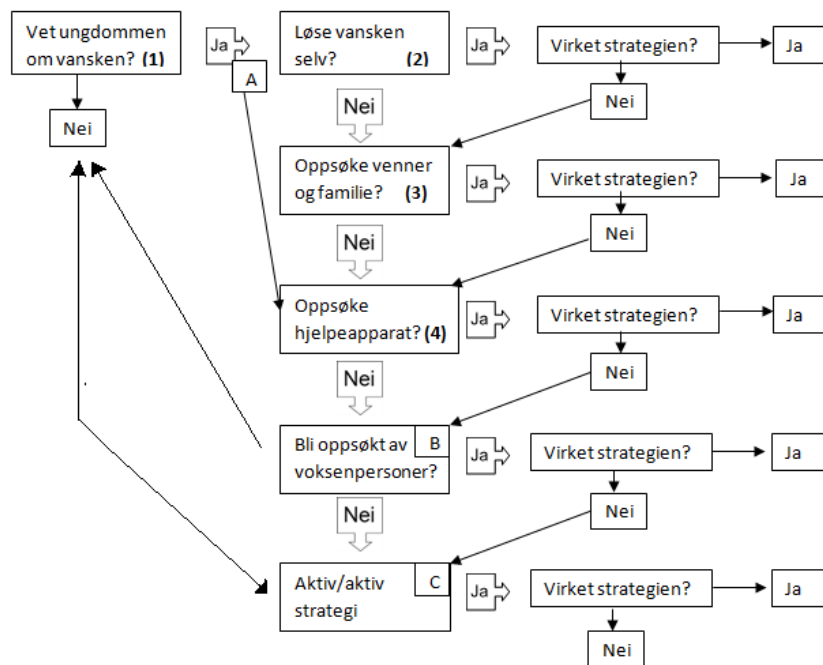 Vet ungdommen
om vansken? (1)
Ja
A
Løse vansken
selv? (2)
Ja
Virket strategien?
Ja
Nei
Nei
Nei
Oppsøke venner
og familie? (3)
Ja
Virket strategien?
Ja
Nei
Nei
Oppsøke
hjelpeapparat? (4)
Ja
Virket strategien?
Ja
Nei
Nei
Bli oppsøkt av
voksenpersoner?
B
Ja
Virket strategien?
Ja
Nei
Nei
Aktiv/aktiv
strategi
C
Ja
Virket strategien?
Ja
Nei